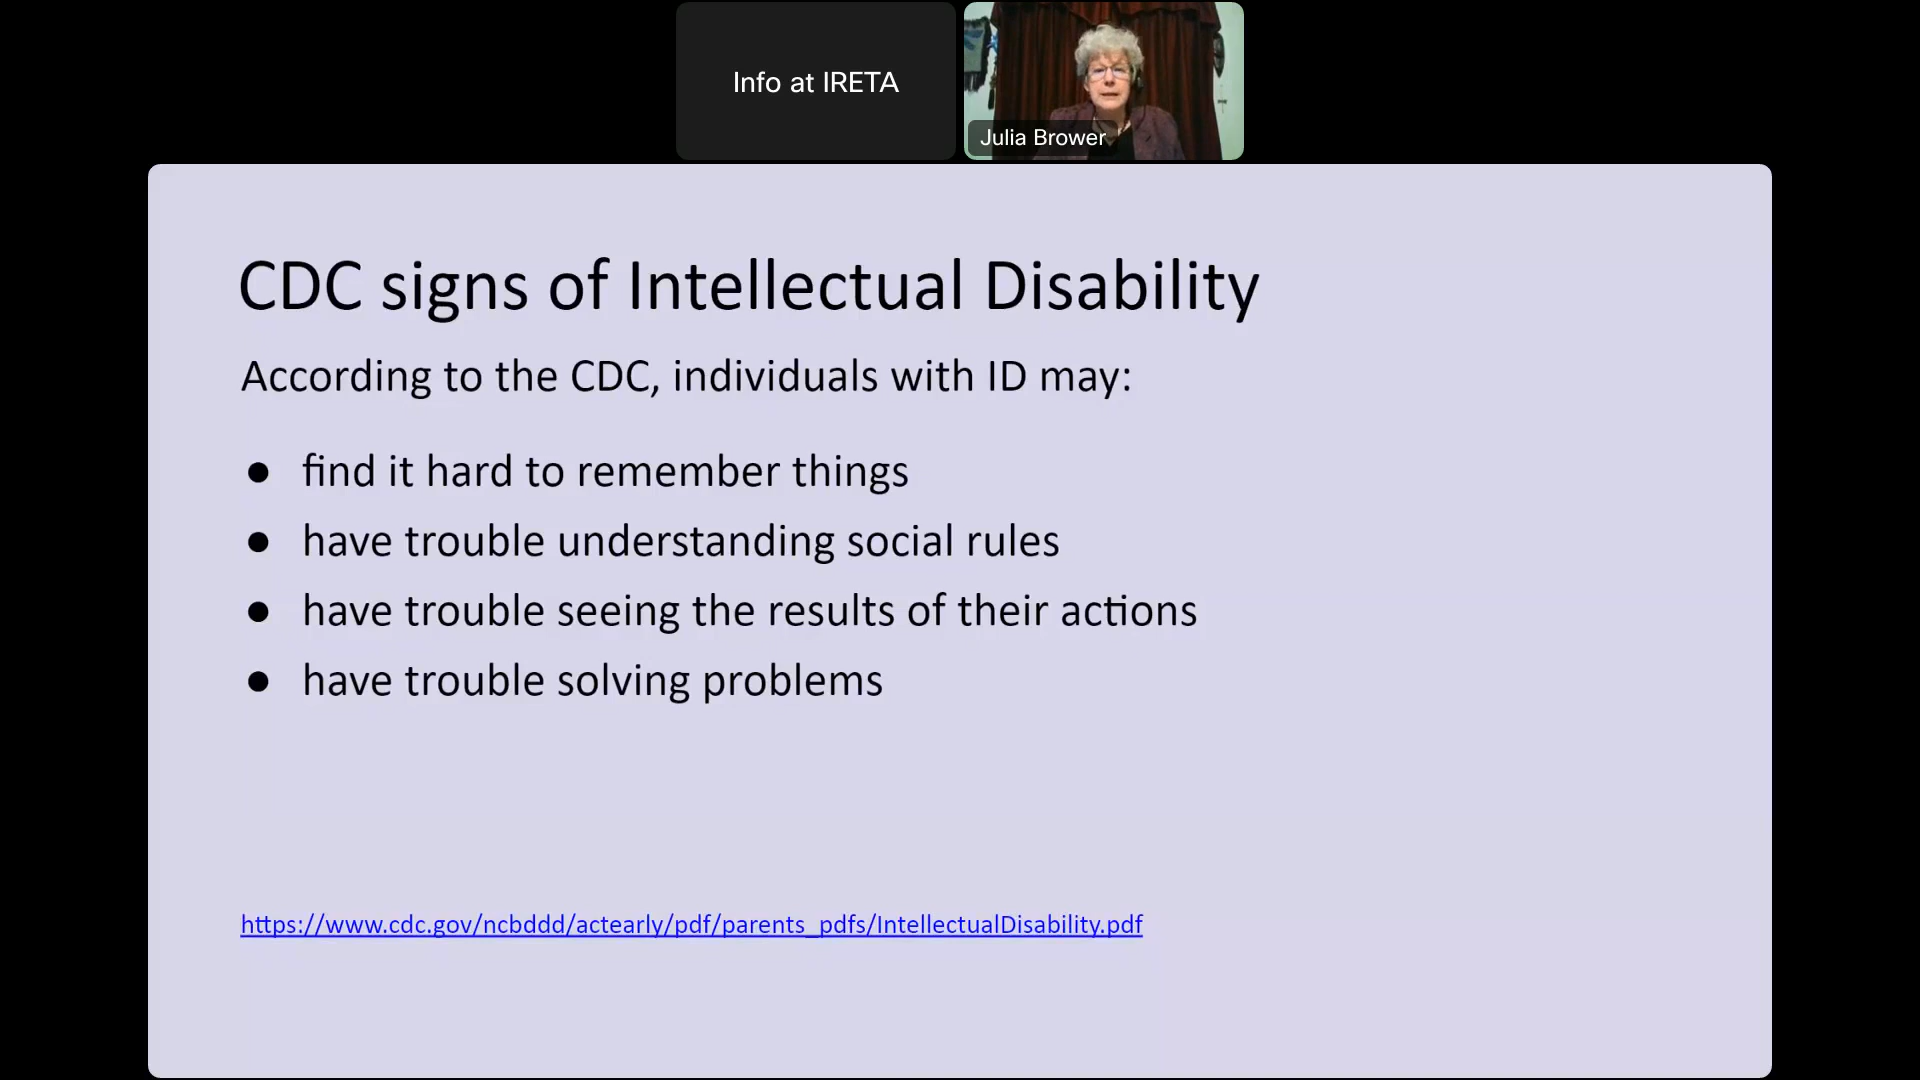 Info at IRETA
Julia Brower
CDC signs of Intellectual Disability
According to the CDC, individuals with ID may:
● find it hard to remember things
● have trouble understanding social rules
● have trouble seeing the results of their actions
● have trouble solving problems
https://www.cdc.gov/ncbddd/actearly/pdf/parents_pdfs/IntellectualDisability.pdf